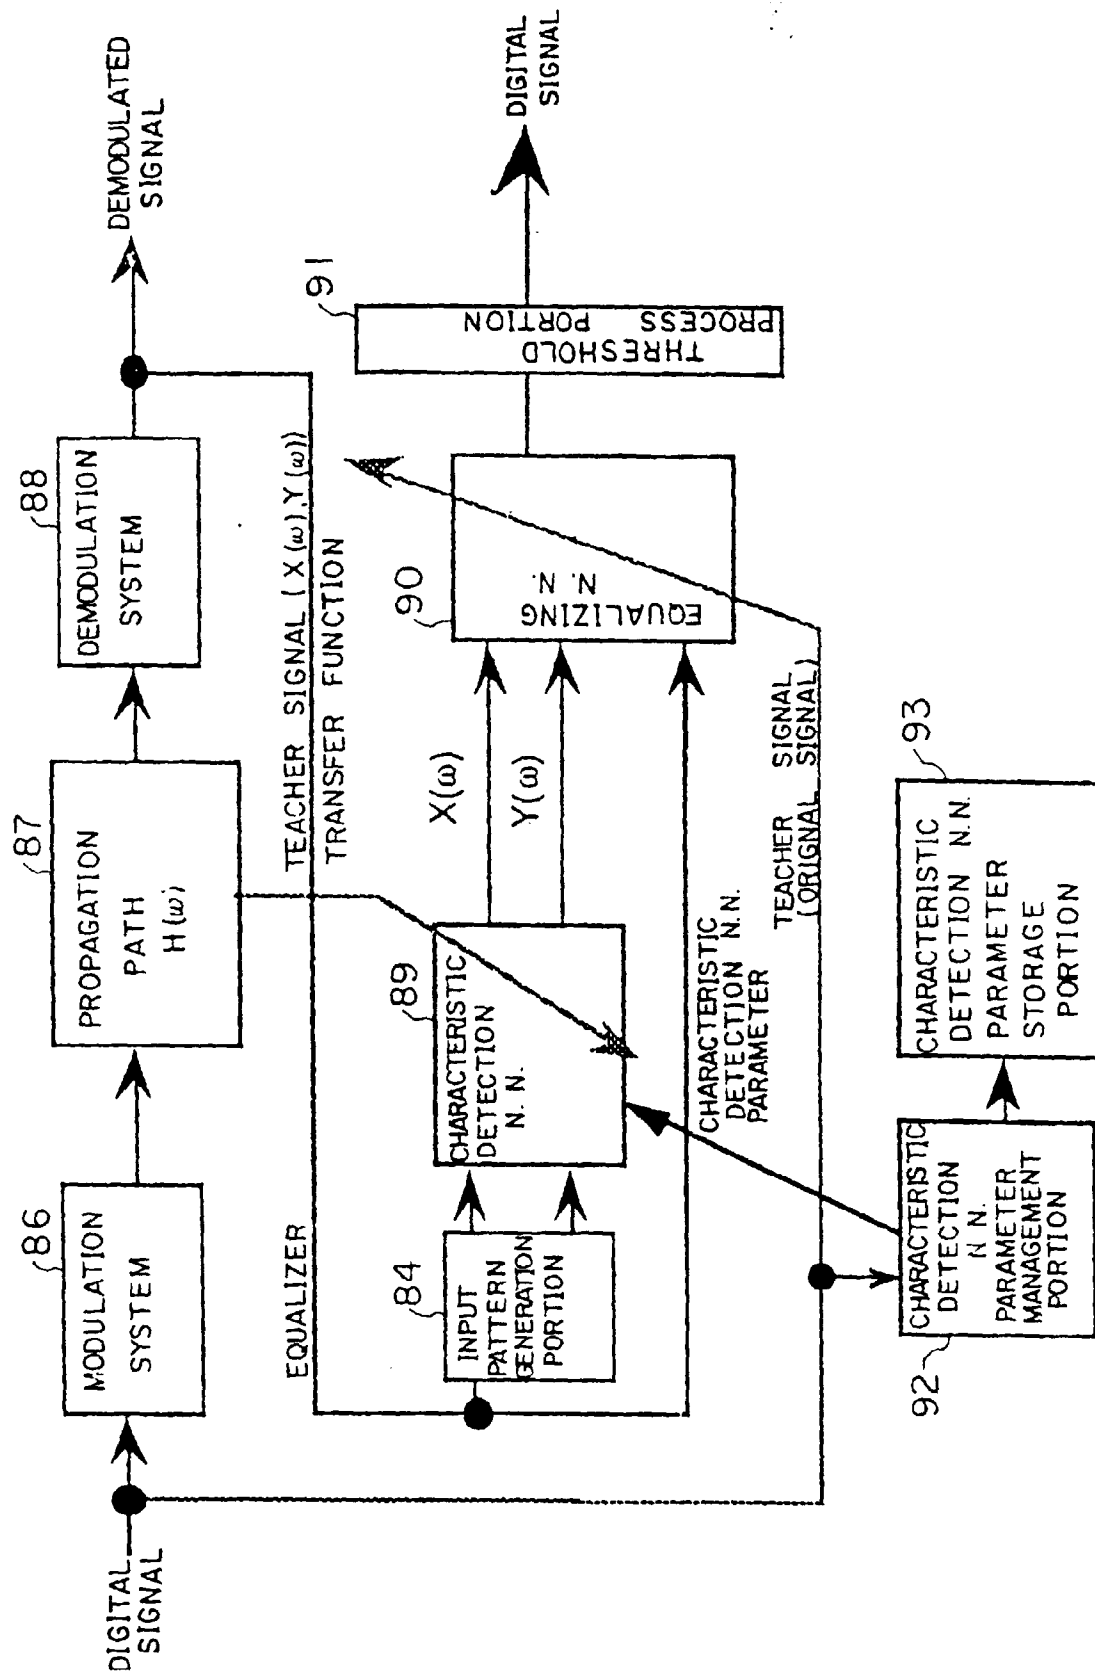 DIGITAL
SIGNAL
86
MODULATION
SYSTEM
87
PROPAGATION
PATH
H(ω)
88
DEMODULATION
SYSTEM
DEMODULATED
SIGNAL
EQUALIZER
TEACHER SIGNAL (X(ω),Y(ω))
TRANSFER FUNCTION
84
INPUT
PATTERN
GENERATION
PORTION
89
CHARACTERISTIC
DETECTION
N. N.
X(ω)
Y(ω)
90
EQUALIZING
N. N.
91
THRESHOLD
PROCESS
PORTION
DIGITAL
SIGNAL
CHARACTERISTIC
DETECTION N.N.
PARAMETER
TEACHER SIGNAL
(ORIGNAL SIGNAL)
92
CHARACTERISTIC
DETECTION
N N.
PARAMETER
MANAGEMENT
PORTION
93
CHARACTERISTIC
DETECTION N.N.
PARAMETER
STORAGE
PORTION